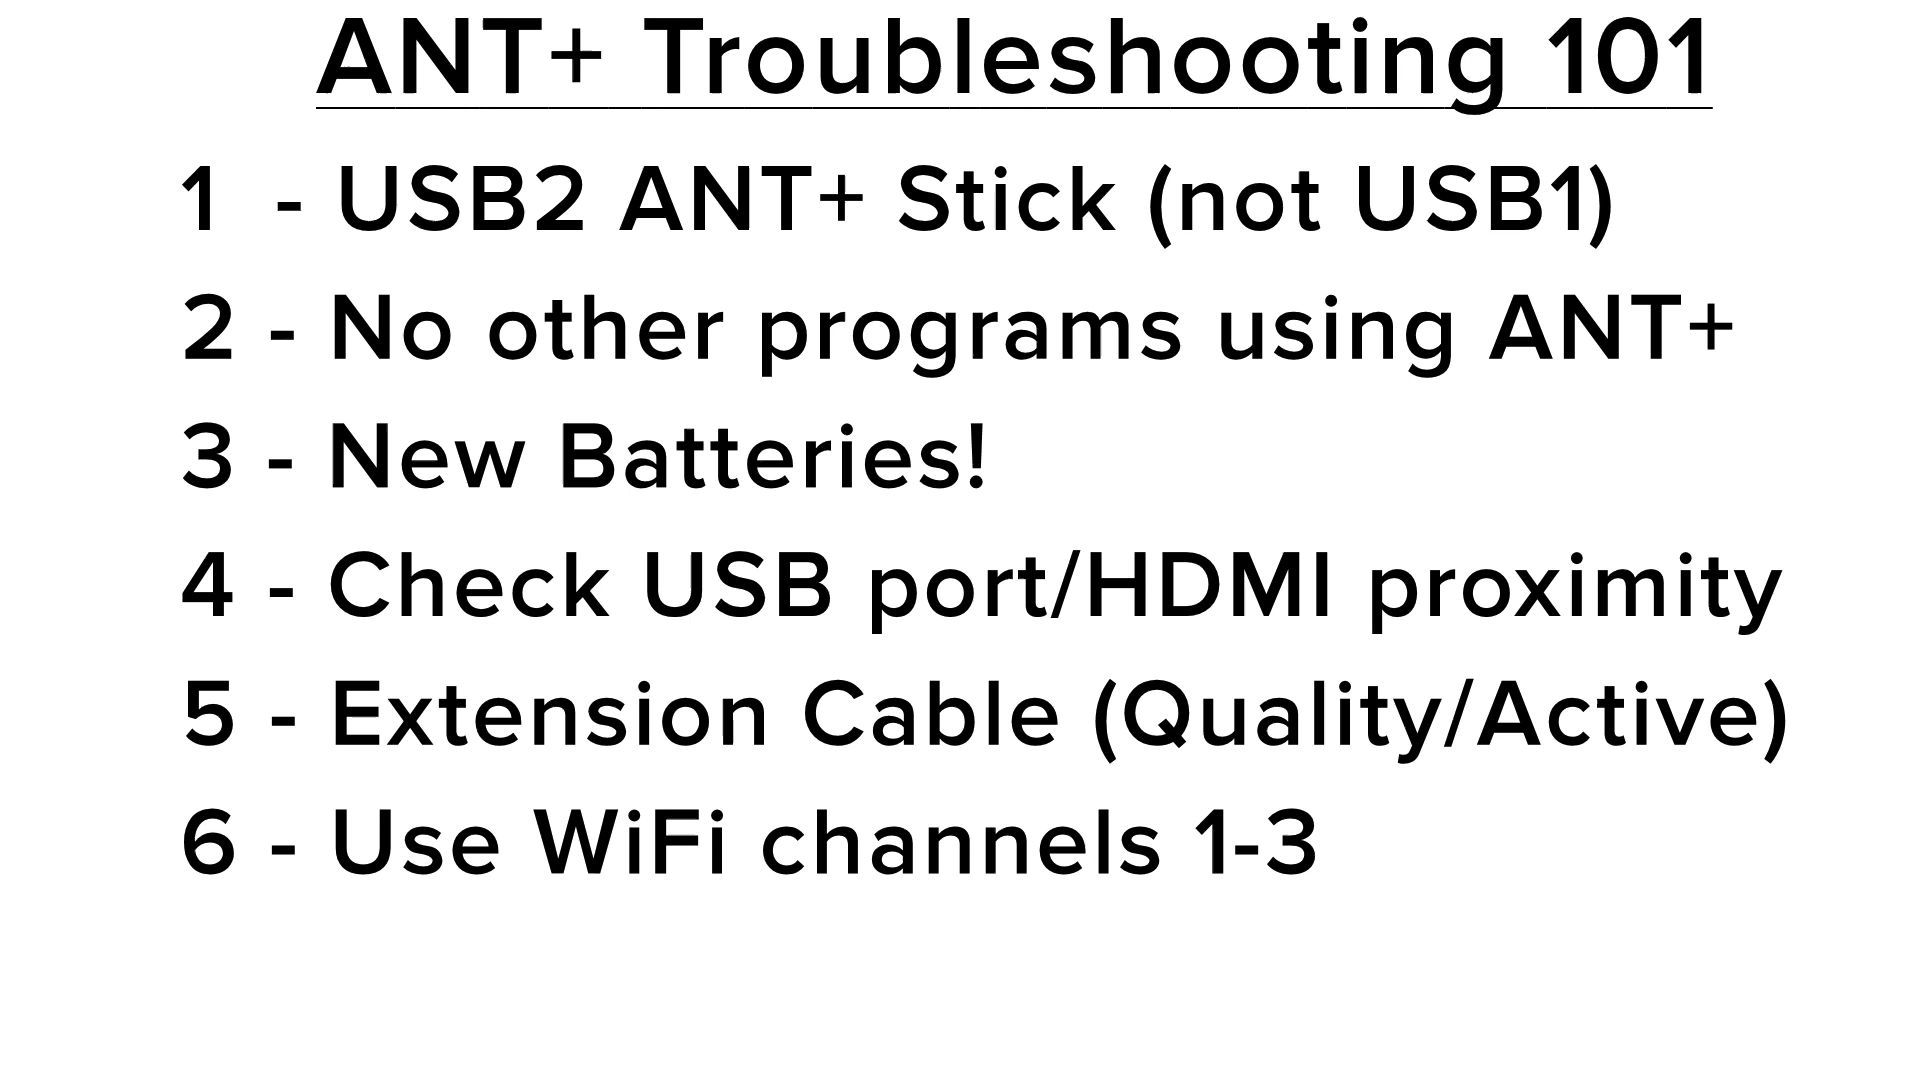 ANT+ Troubleshooting 101
1 - USB2 ANT+ Stick (not USB1)
2 - No other programs using ANT+
3 - New Batteries!
4 - Check USB port/HDMI proximity
5 - Extension Cable (Quality/Active)
6 - Use WiFi channels 1-3